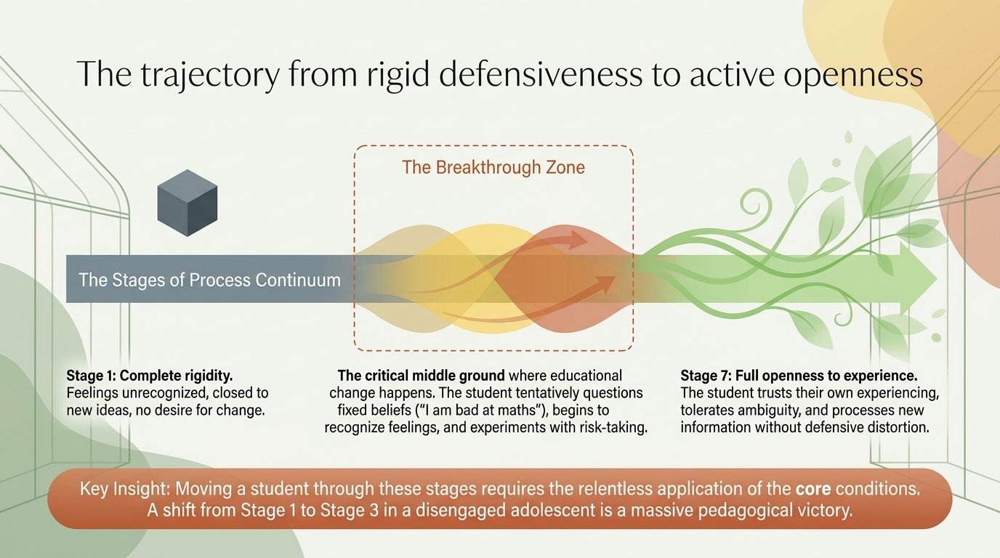 The trajectory from rigid defensiveness to active openness
The Breakthrough Zone
The Stages of Process Continuum
Stage 1: Complete rigidity.
Feelings unrecognized, closed to
new ideas, no desire for change.
The critical middle ground where educational
change happens. The student tentatively questions
fixed beliefs (“I am bad at maths”), begins to
recognize feelings, and experiments with risk-taking.
Stage 7: Full openness to experience.
The student trusts their own experiencing,
tolerates ambiguity, and processes new
information without defensive distortion.
Key Insight: Moving a student through these stages requires the relentless application of the core conditions.
A shift from Stage 1 to Stage 3 in a disengaged adolescent is a massive pedagogical victory.